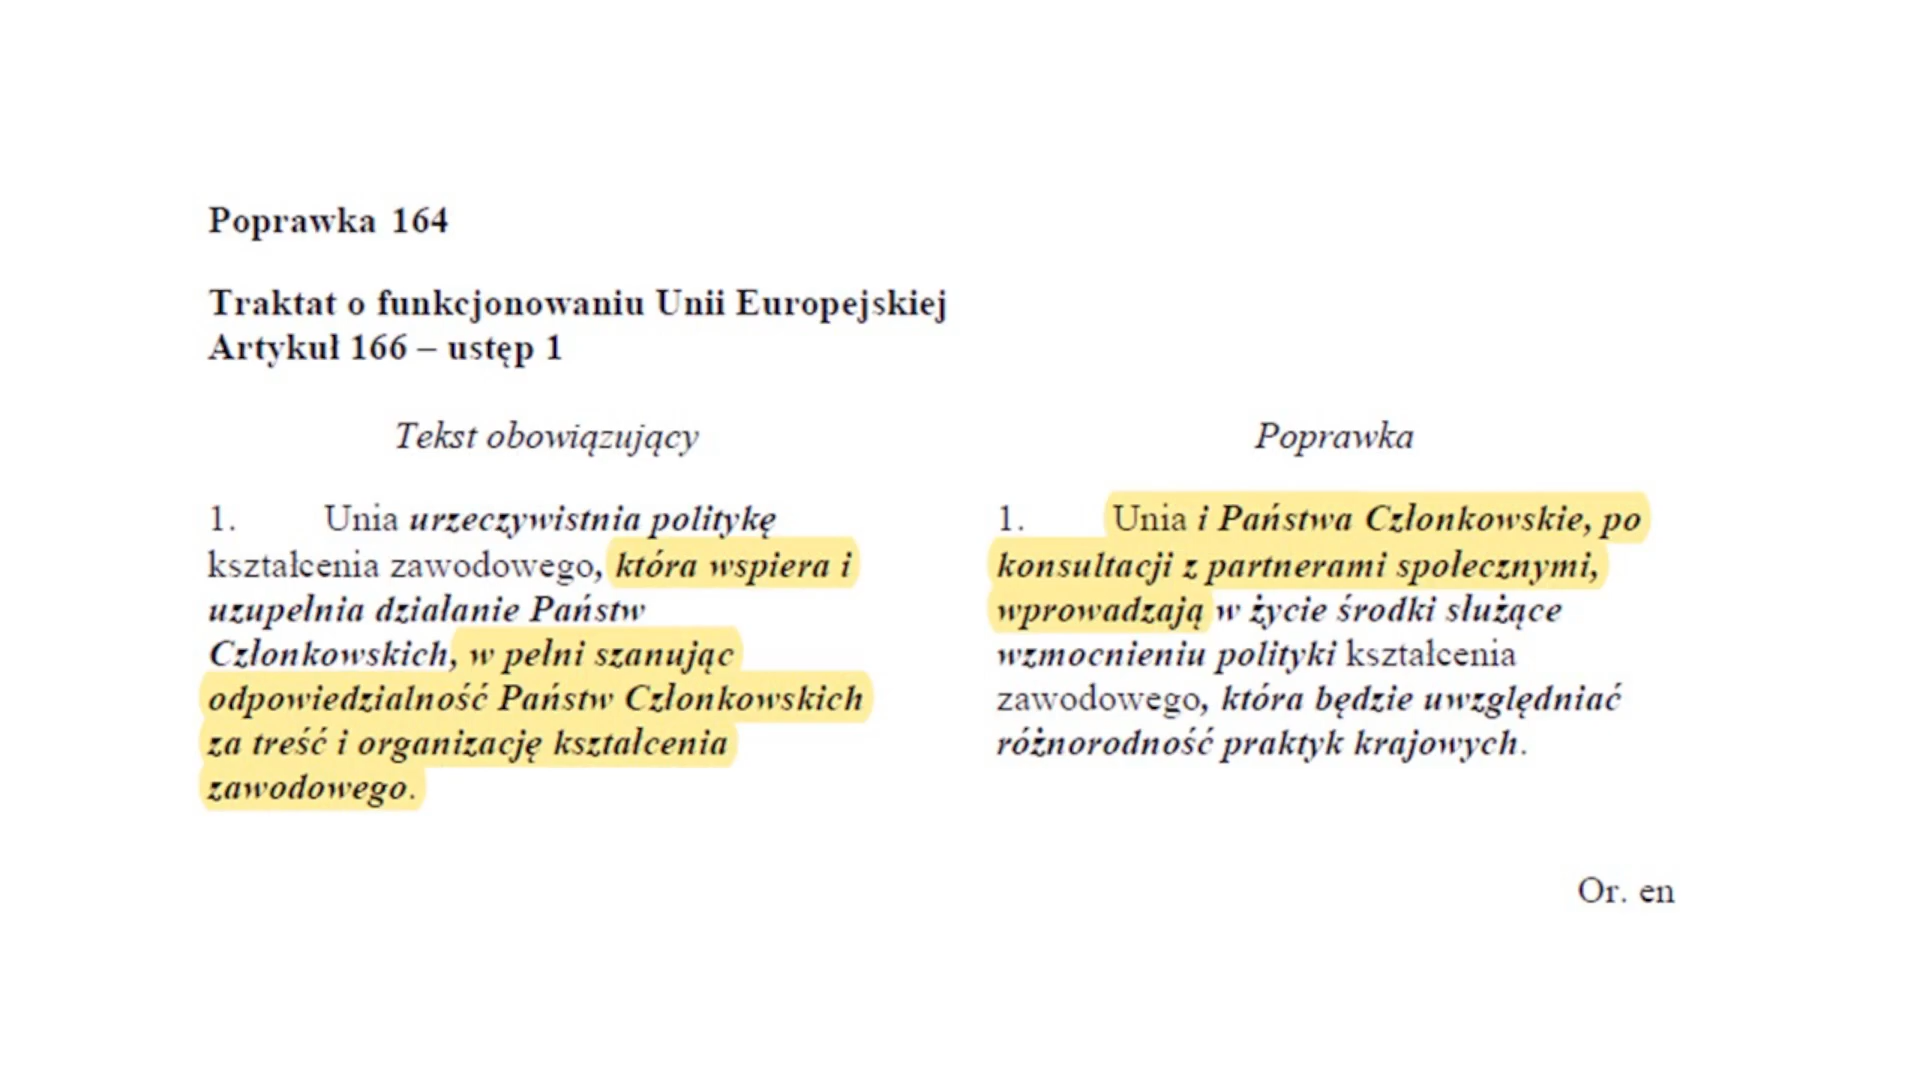 Poprawka 164
Traktat o funkcjonowaniu Unii Europejskiej
Artykuł 166 – ustęp 1
Tekst obowiązujący
1. Unia urzeczywistnia politykę
kształcenia zawodowego, która wspiera i
uzupełnia działanie Państw
Członkowskich, w pełni szanując
odpowiedzialność Państw Członkowskich
za treść i organizację kształcenia
zawodowego.
Poprawka
1. Unia i Państwa Członkowskie, po
konsultacji z partnerami społecznymi,
wprowadzają w życie środki służące
wzmocnieniu polityki kształcenia
zawodowego, która będzie uwzględniać
różnorodność praktyk krajowych.
Or. en